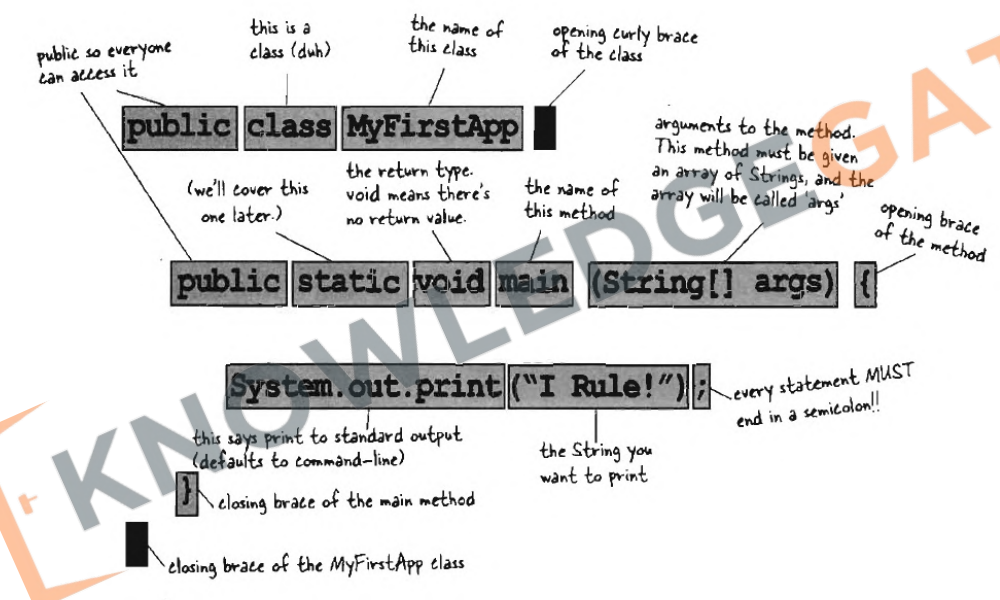 this is a
class (duh)
the name of
this class
opening curly brace
of the class
public so everyone
can access it
public class MyFirstApp
arguments to the method.
This method must be given
an array of Strings, and the
array will be called 'args'
(we'll cover this
one later.)
the return type.
void means there's
no return value.
the name of
this method
opening brace
of the method
public static void main (String[] args) {
System.out.print("I Rule!");
every statement MUST
end in a semicolon!!
this says print to standard output
(defaults to command-line)
the String you
want to print
}
closing brace of the main method
closing brace of the MyFirstApp class
KNOWLEDGEGAT